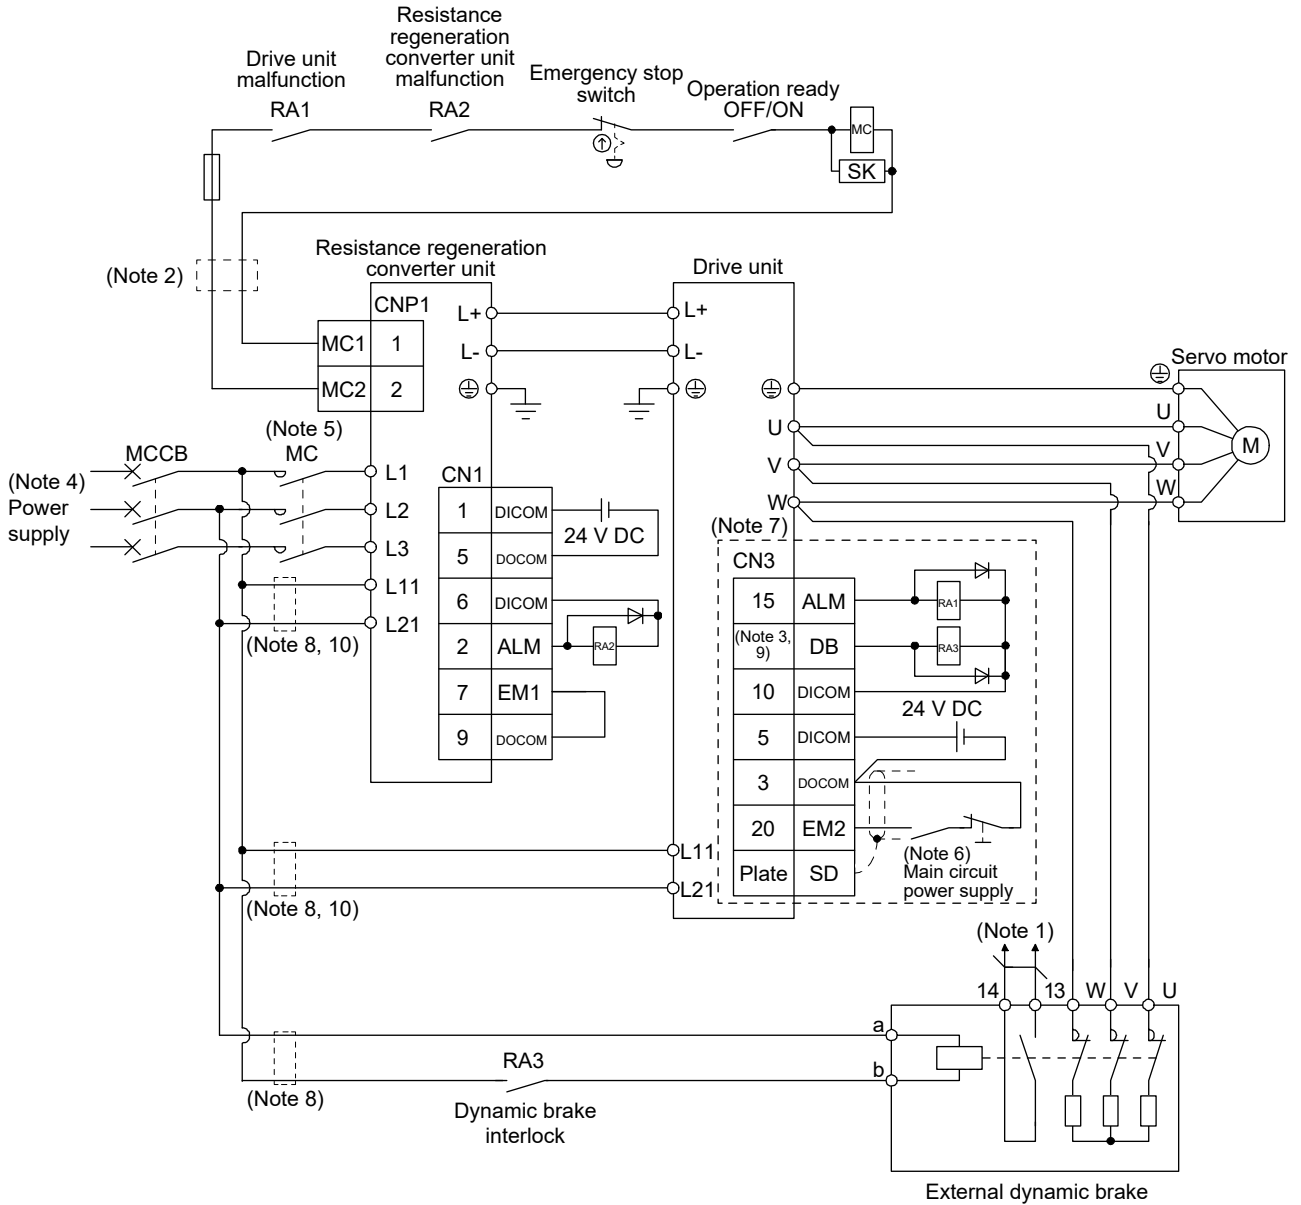 Resistance
regeneration
converter unit
malfunction
Drive unit
malfunction
Emergency stop
switch
Operation ready
OFF/ON
RA1
RA2
MC
SK
(Note 2)
Resistance regeneration
converter unit
Drive unit
CNP1
MC1 1
MC2 2
L+
L-
L+
L-
Servo motor
U
V
W
M
U
V
W
(Note 5)
MC
MCCB
(Note 4)
Power
supply
L1
L2
L3
L11
L21
(Note 8, 10)
CN1
1 DICOM
5 DOCOM
6 DICOM
2 ALM
7 EM1
9 DOCOM
24 V DC
RA2
(Note 7)
CN3
15 ALM
(Note 3,
9) DB
10 DICOM
5 DICOM
3 DOCOM
20 EM2
Plate SD
RA1
RA3
24 V DC
(Note 6)
Main circuit
power supply
L11
L21
(Note 8, 10)
(Note 1)
14 13 W V U
a
b
RA3
(Note 8)
Dynamic brake
interlock
External dynamic brake